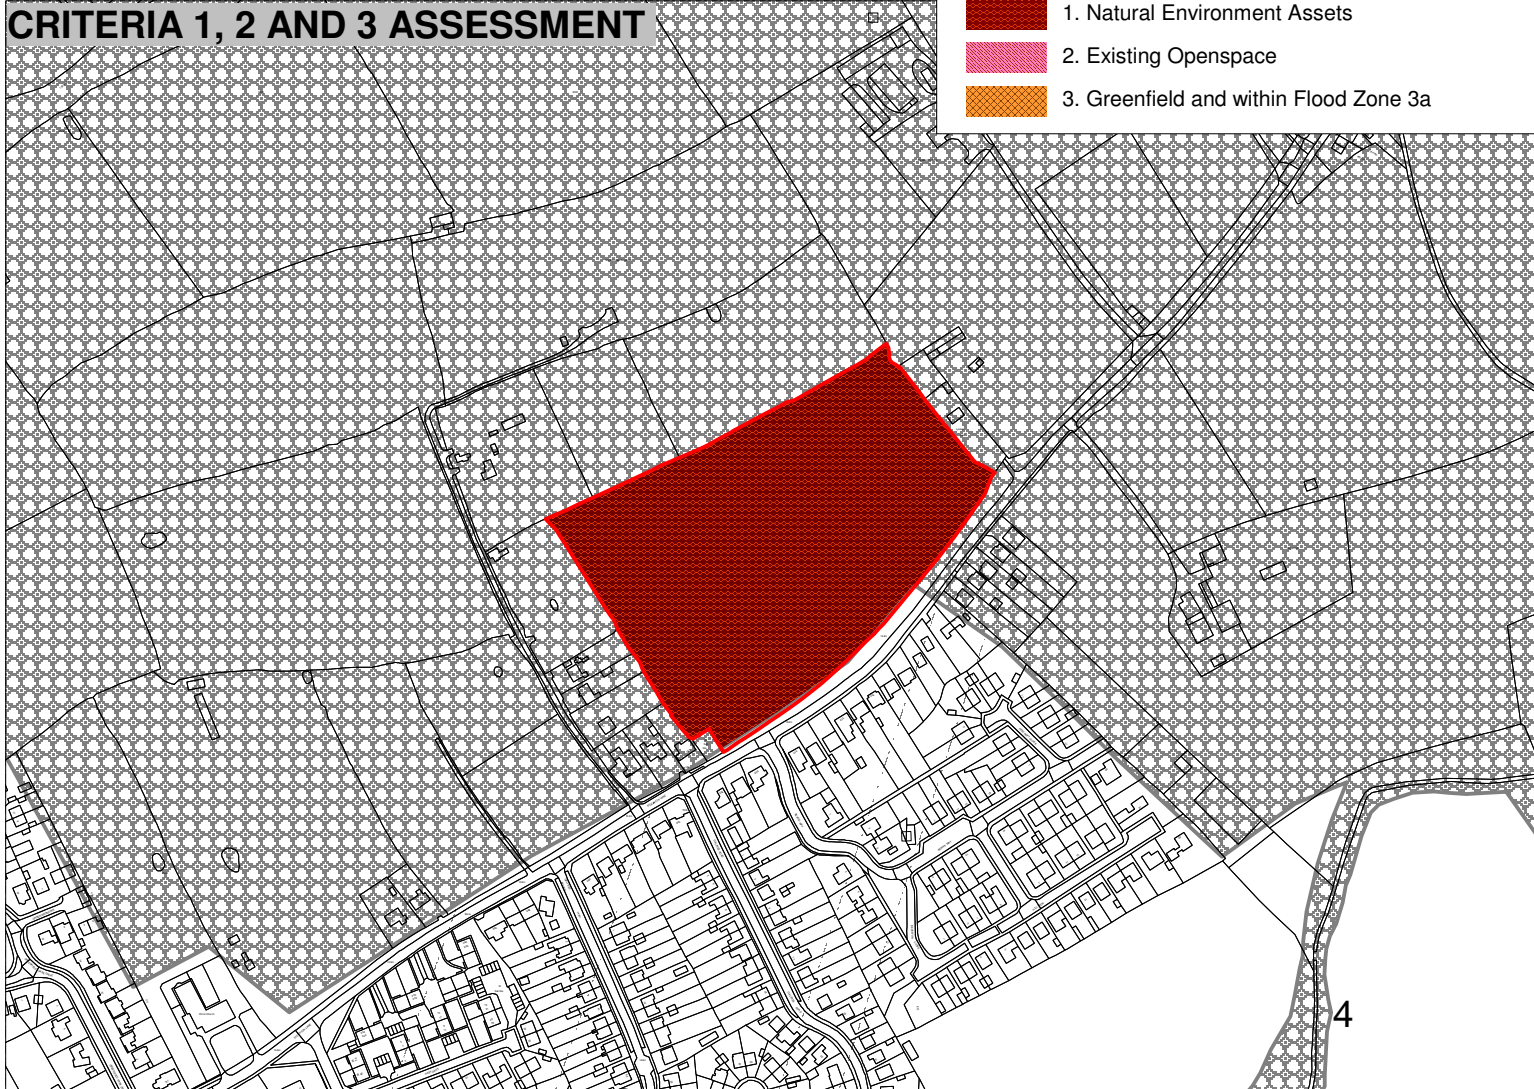 CRITERIA 1, 2 AND 3 ASSESSMENT
1. Natural Environment Assets
2. Existing Openspace
3. Greenfield and within Flood Zone 3a
4